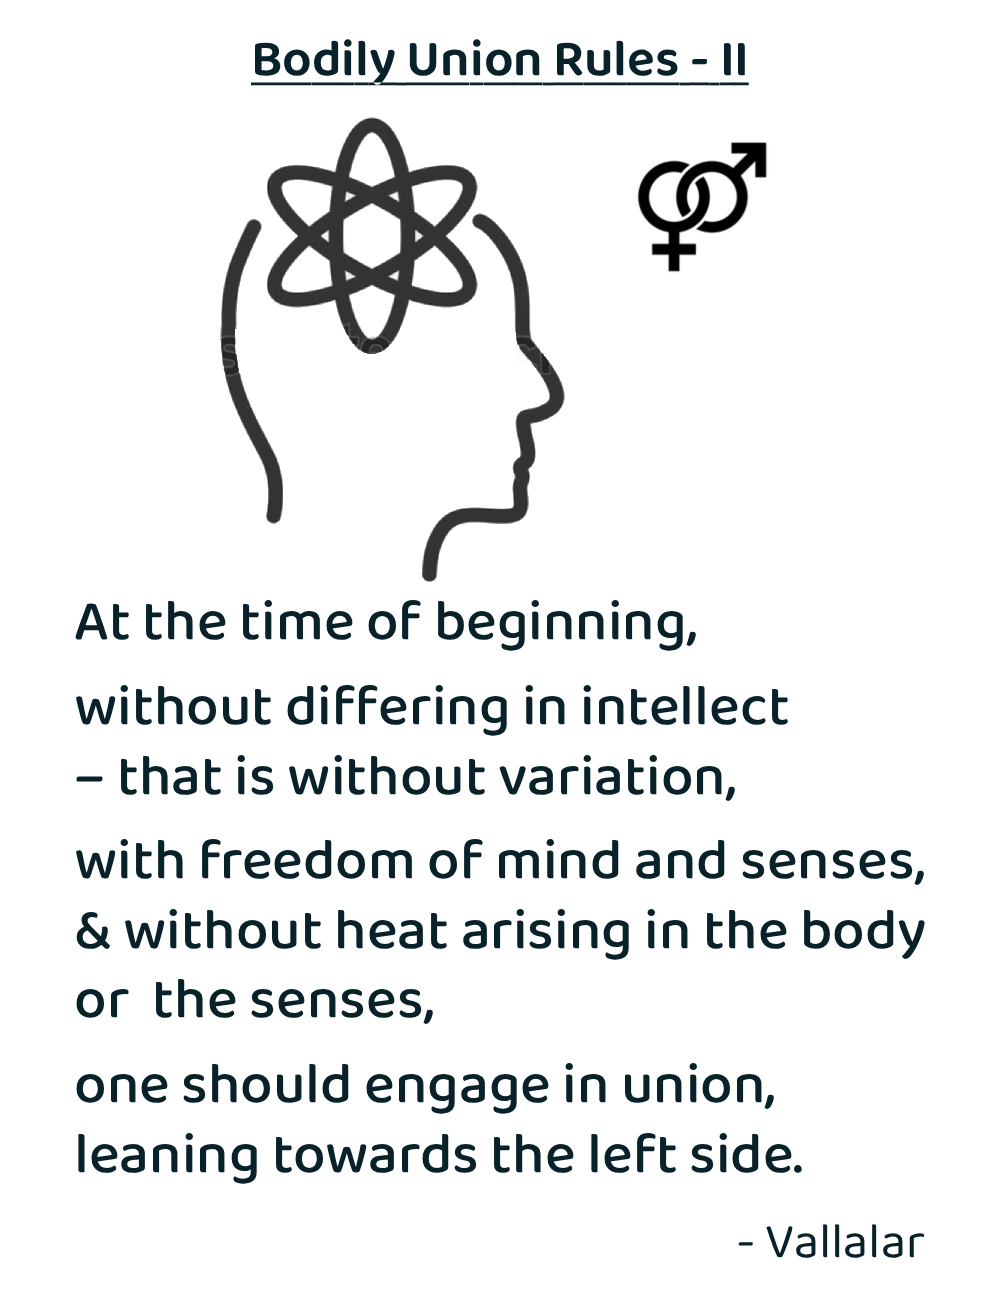 Bodily Union Rules - II
At the time of beginning,
without differing in intellect
– that is without variation,
with freedom of mind and senses,
& without heat arising in the body
or the senses,
one should engage in union,
leaning towards the left side.
- Vallalar